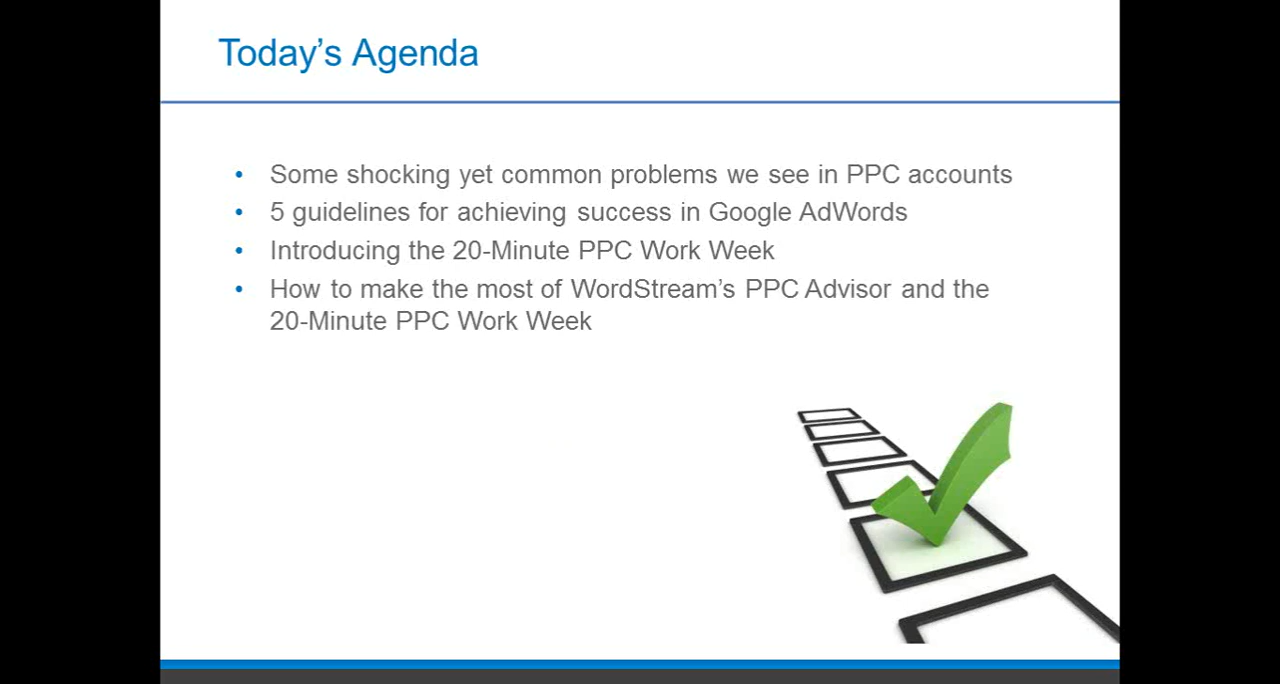 Today's Agenda
• Some shocking yet common problems we see in PPC accounts
• 5 guidelines for achieving success in Google AdWords
• Introducing the 20-Minute PPC Work Week
• How to make the most of WordStream's PPC Advisor and the
20-Minute PPC Work Week